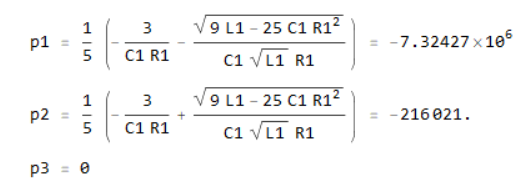 p1 = 1/5 (-3/(C1 R1) - √(9 L1 - 25 C1 R1²)/(C1 √L1 R1)) = -7.32427×10⁶
p2 = 1/5 (-3/(C1 R1) + √(9 L1 - 25 C1 R1²)/(C1 √L1 R1)) = -216021.
p3 = 0